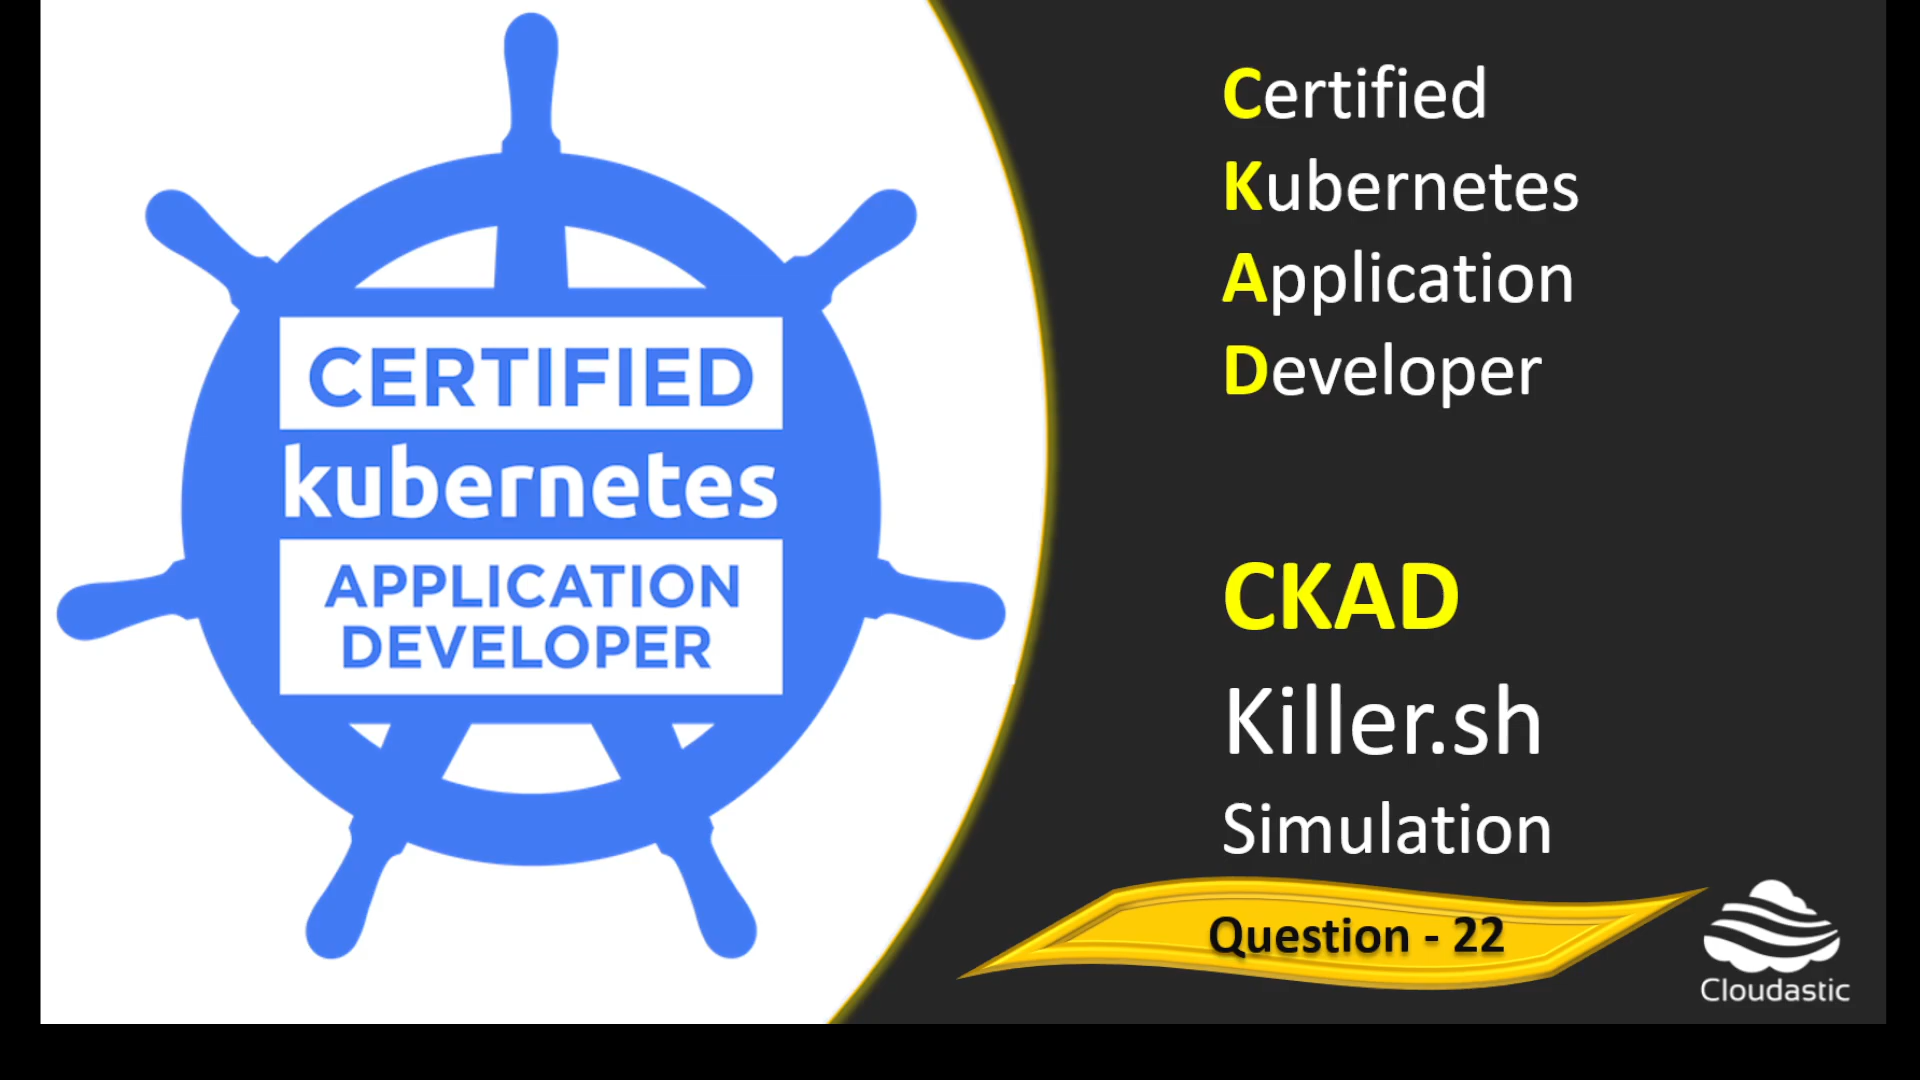 CERTIFIED
kubernetes
APPLICATION
DEVELOPER
Certified
Kubernetes
Application
Developer
CKAD
Killer.sh
Simulation
Question - 22
Cloudastic